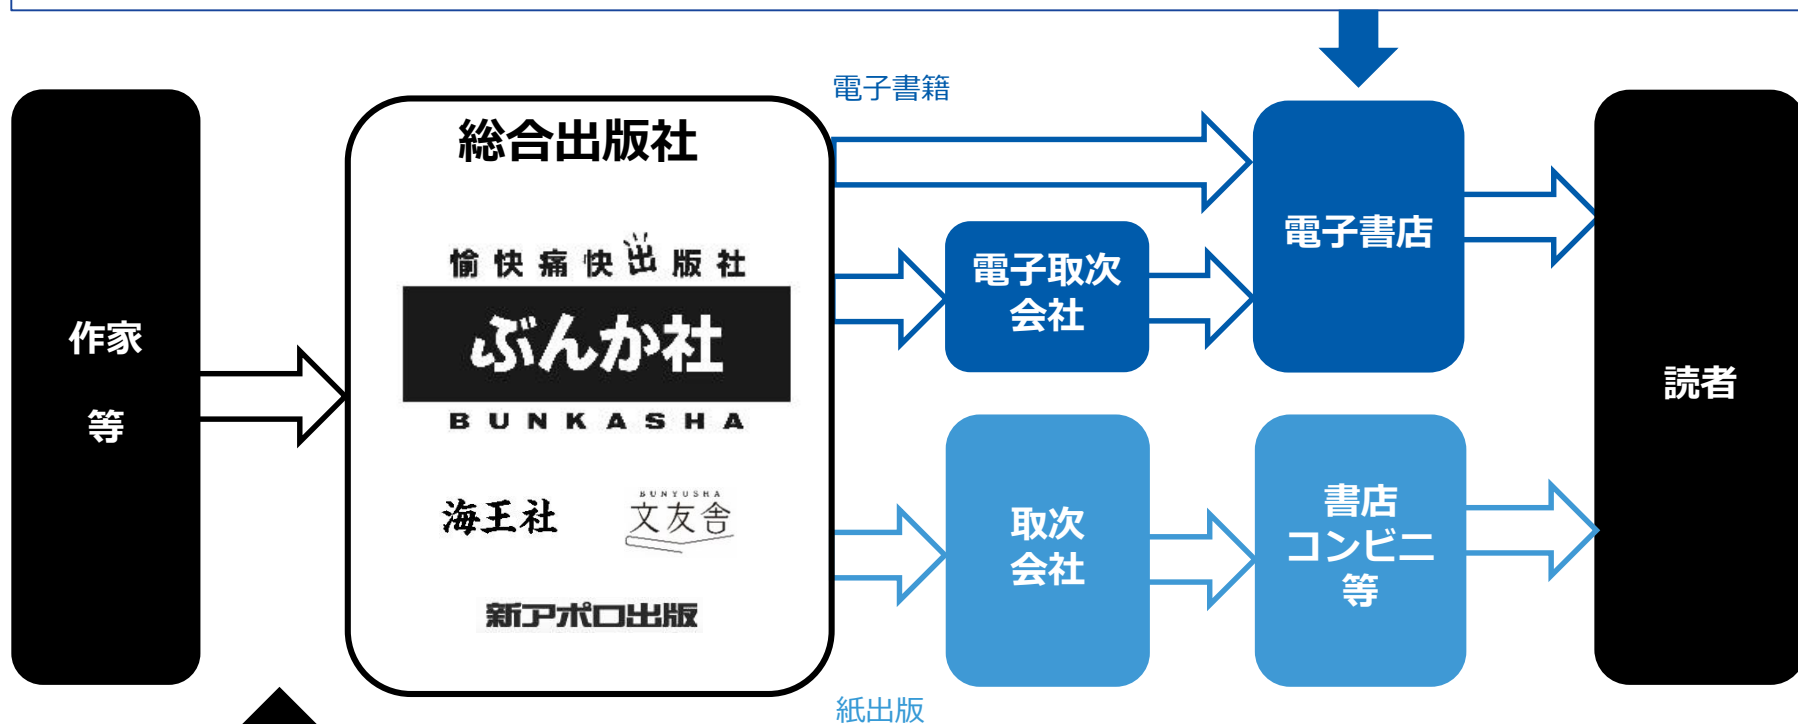 電子書籍
作家
等
総合出版社
愉快痛快出版社
ぶんか社
BUNKASHA
海王社
BUNYUSHA
文友舎
新アポロ出版
電子取次
会社
電子書店
取次
会社
書店
コンビニ
等
読者
紙出版